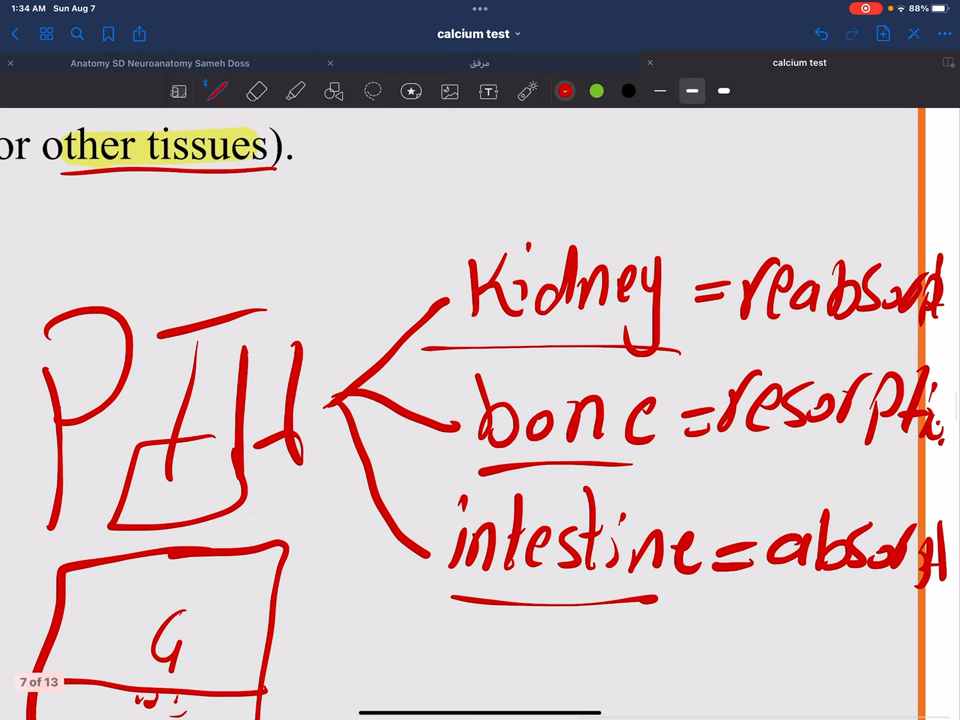 1:34 AM Sun Aug 7
88%
calcium test
Anatomy SD Neuroanatomy Sameh Doss
مرفق
calcium test
or other tissues).
Kidney = reabsorpt
PTH
bone = resorpti
intestine = absorpt
G
7 of 13